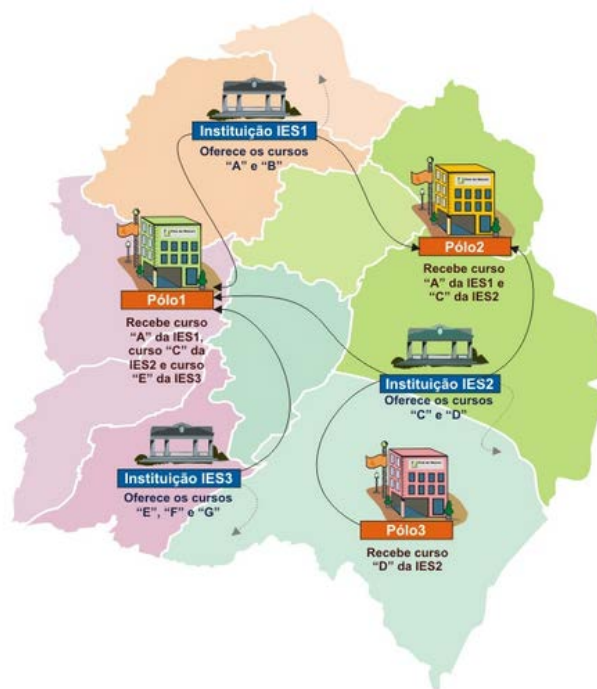 Instituição IES1
Oferece os cursos
“A” e “B”
Pólo2
Recebe curso
“A” da IES1 e
“C” da IES2
Pólo1
Recebe curso
“A” da IES1,
curso “C” da
IES2 e curso
“E” da IES3
Instituição IES2
Oferece os cursos
“C” e “D”
Instituição IES3
Oferece os cursos
“E”, “F” e “G”
Pólo3
Recebe curso
“D” da IES2